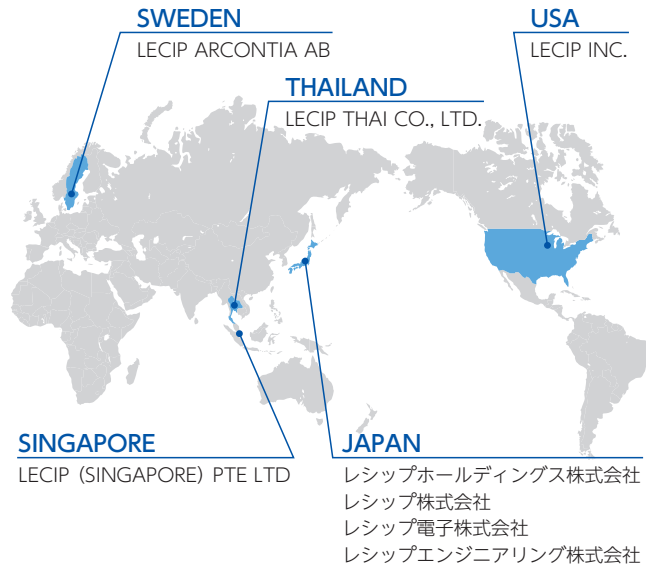 SWEDEN
LECIP ARCONTIA AB
USA
LECIP INC.
THAILAND
LECIP THAI CO., LTD.
SINGAPORE
LECIP (SINGAPORE) PTE LTD
JAPAN
レシップホールディングス株式会社
レシップ株式会社
レシップ電子株式会社
レシップエンジニアリング株式会社